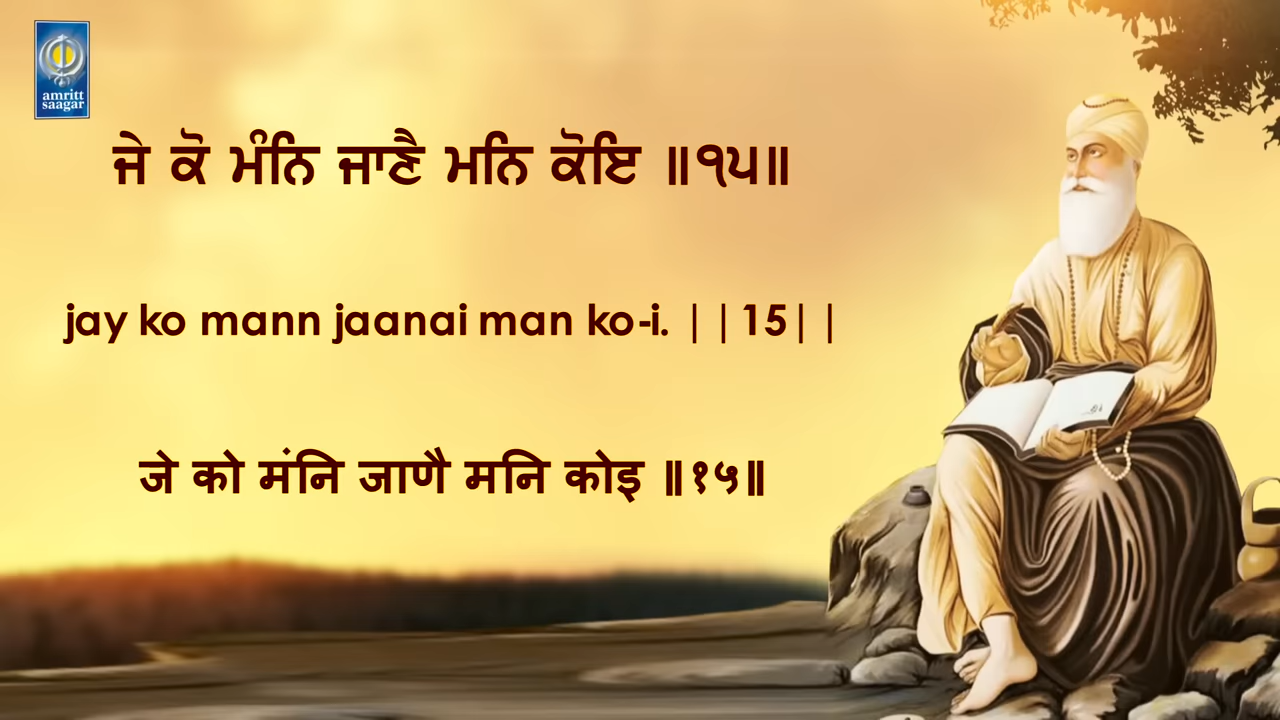 amritt
saagar
ਜੇ ਕੋ ਮੰਨਿ ਜਾਣੈ ਮਨਿ ਕੋਇ ॥੧੫॥
jay ko mann jaanai man ko-i. ||15||
जे को मंनि जाणै मनि कोइ ॥१५॥